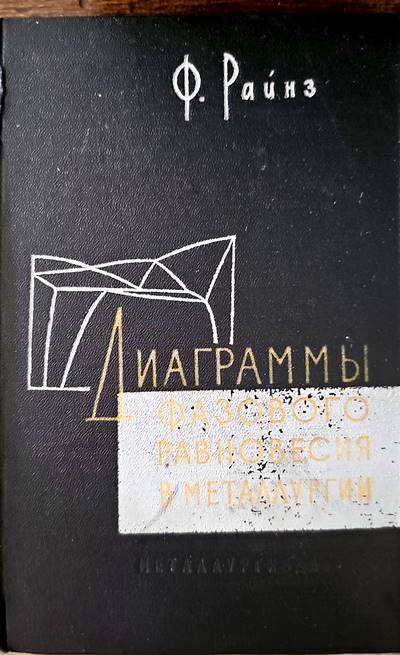 Ф. Райнз
Диаграммы
фазового
равновесия
в металлургии